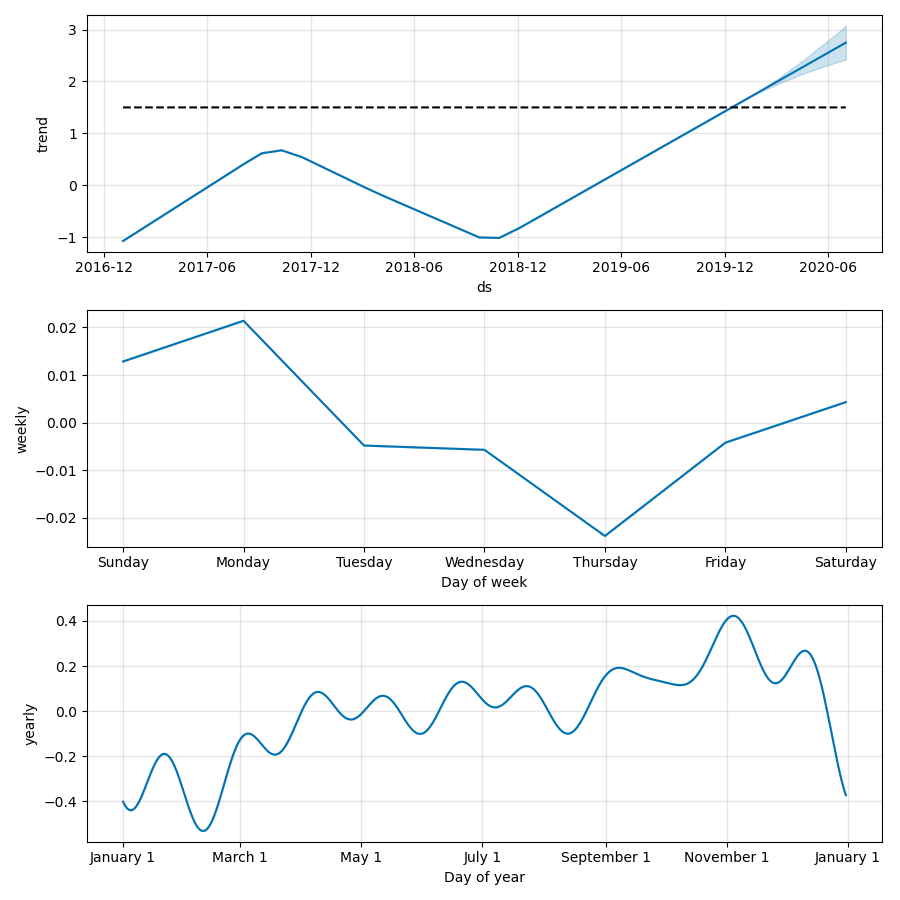 3
2
1
0
−1
trend
2016-12 2017-06 2017-12 2018-06 2018-12 2019-06 2019-12 2020-06
ds
0.02
0.01
0.00
−0.01
−0.02
weekly
Sunday Monday Tuesday Wednesday Thursday Friday Saturday
Day of week
0.4
0.2
0.0
−0.2
−0.4
yearly
January 1 March 1 May 1 July 1 September 1 November 1 January 1
Day of year